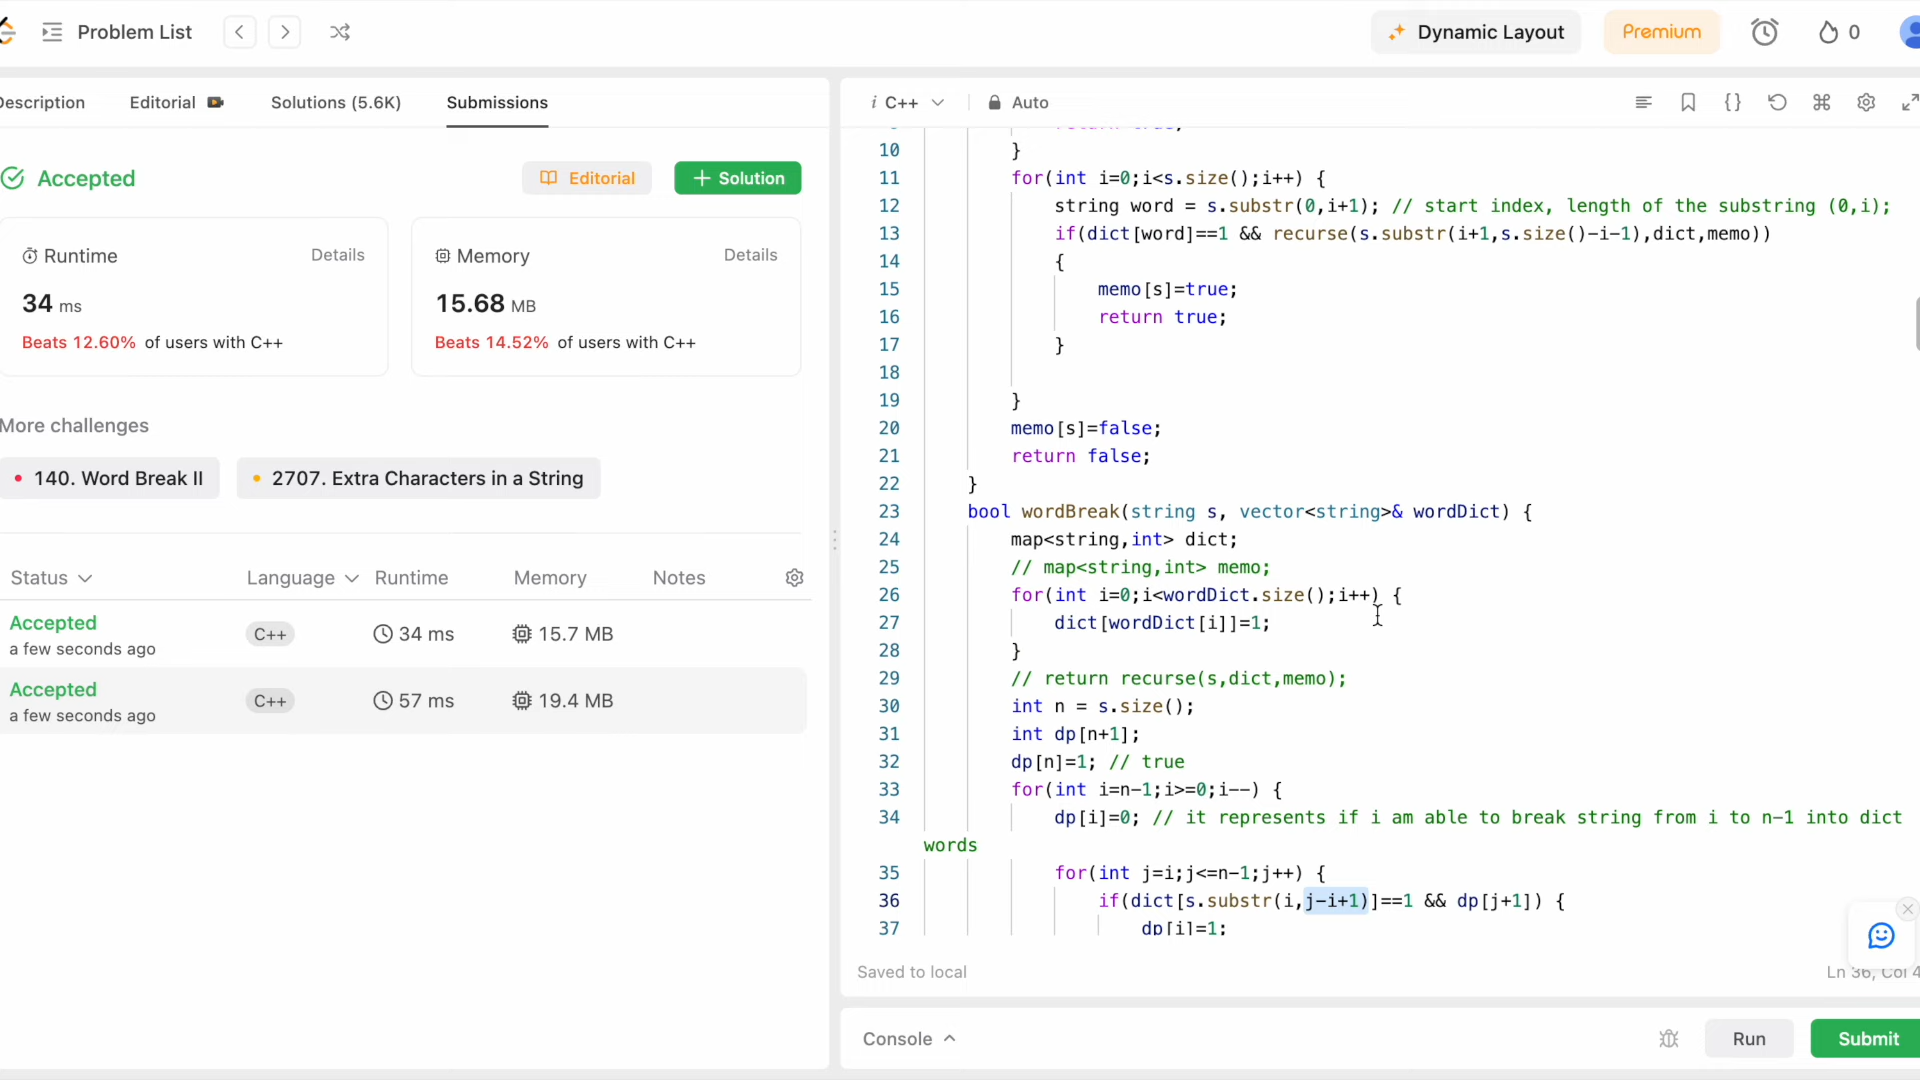 Problem List
Dynamic Layout
Premium
0
Description
Editorial
Solutions (5.6K)
Submissions
Accepted
Editorial
Solution
Runtime
Details
34 ms
Beats 12.60% of users with C++
Memory
Details
15.68 MB
Beats 14.52% of users with C++
More challenges
140. Word Break II
2707. Extra Characters in a String
Status Language Runtime Memory Notes
Accepted C++ 34 ms 15.7 MB
a few seconds ago
Accepted C++ 57 ms 19.4 MB
a few seconds ago
i C++
Auto
10 }
11 for(int i=0;i<s.size();i++) {
12 string word = s.substr(0,i+1); // start index, length of the substring (0,i);
13 if(dict[word]==1 && recurse(s.substr(i+1,s.size()-i-1),dict,memo))
14 {
15 memo[s]=true;
16 return true;
17 }
18
19 }
20 memo[s]=false;
21 return false;
22 }
23 bool wordBreak(string s, vector<string>& wordDict) {
24 map<string,int> dict;
25 // map<string,int> memo;
26 for(int i=0;i<wordDict.size();i++) {
27 dict[wordDict[i]]=1;
28 }
29 // return recurse(s,dict,memo);
30 int n = s.size();
31 int dp[n+1];
32 dp[n]=1; // true
33 for(int i=n-1;i>=0;i--) {
34 dp[i]=0; // it represents if i am able to break string from i to n-1 into dict
words
35 for(int j=i;j<=n-1;j++) {
36 if(dict[s.substr(i,j-i+1)]==1 && dp[j+1]) {
37 dp[i]=1;
Saved to local
Ln 36, Col 4
Console
Run
Submit